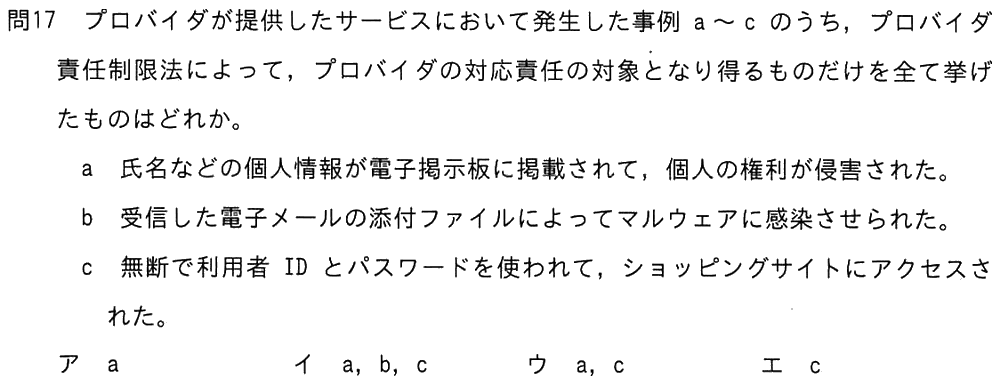 問17 プロバイダが提供したサービスにおいて発生した事例 a～c のうち，プロバイダ
責任制限法によって，プロバイダの対応責任の対象となり得るものだけを全て挙げ
たものはどれか。
a 氏名などの個人情報が電子掲示板に掲載されて，個人の権利が侵害された。
b 受信した電子メールの添付ファイルによってマルウェアに感染させられた。
c 無断で利用者 ID とパスワードを使われて，ショッピングサイトにアクセスさ
れた。
ア a イ a，b，c ウ a，c エ c